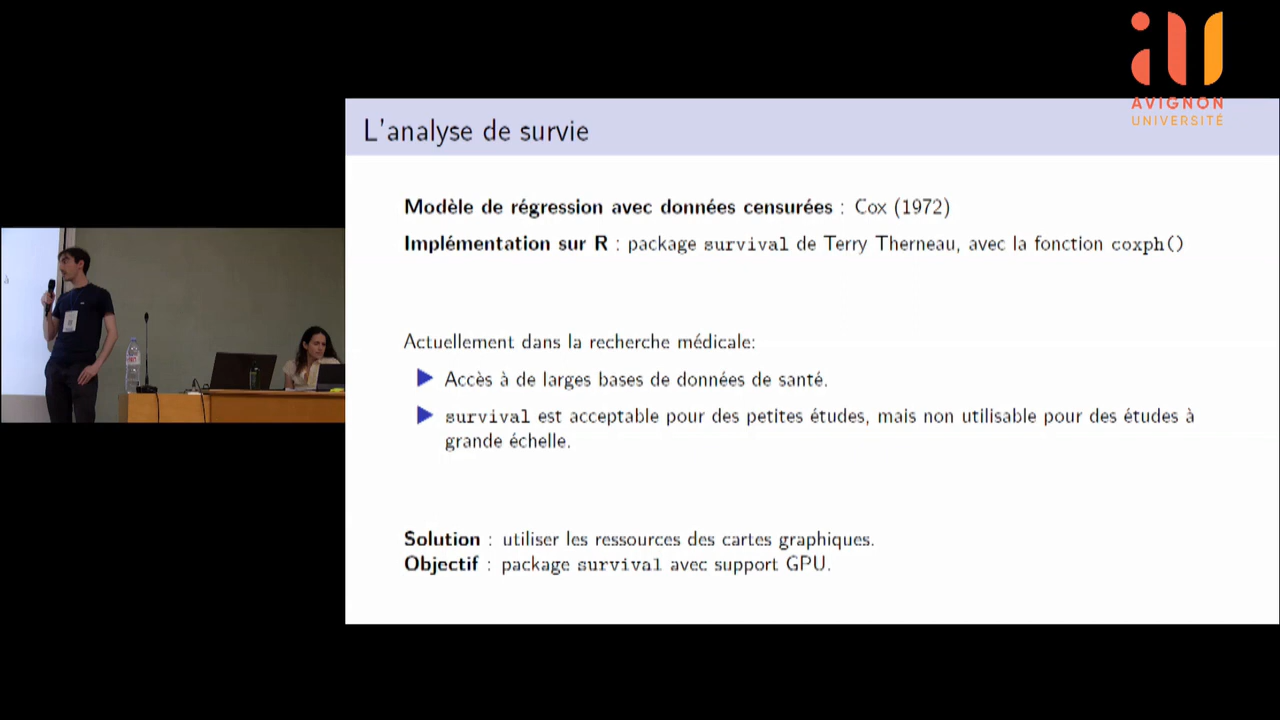 AVIGNON
UNIVERSITÉ
L'analyse de survie
Modèle de régression avec données censurées : Cox (1972)
Implémentation sur R : package survival de Terry Therneau, avec la fonction coxph()
Actuellement dans la recherche médicale:
Accès à de larges bases de données de santé.
survival est acceptable pour des petites études, mais non utilisable pour des études à
grande échelle.
Solution : utiliser les ressources des cartes graphiques.
Objectif : package survival avec support GPU.